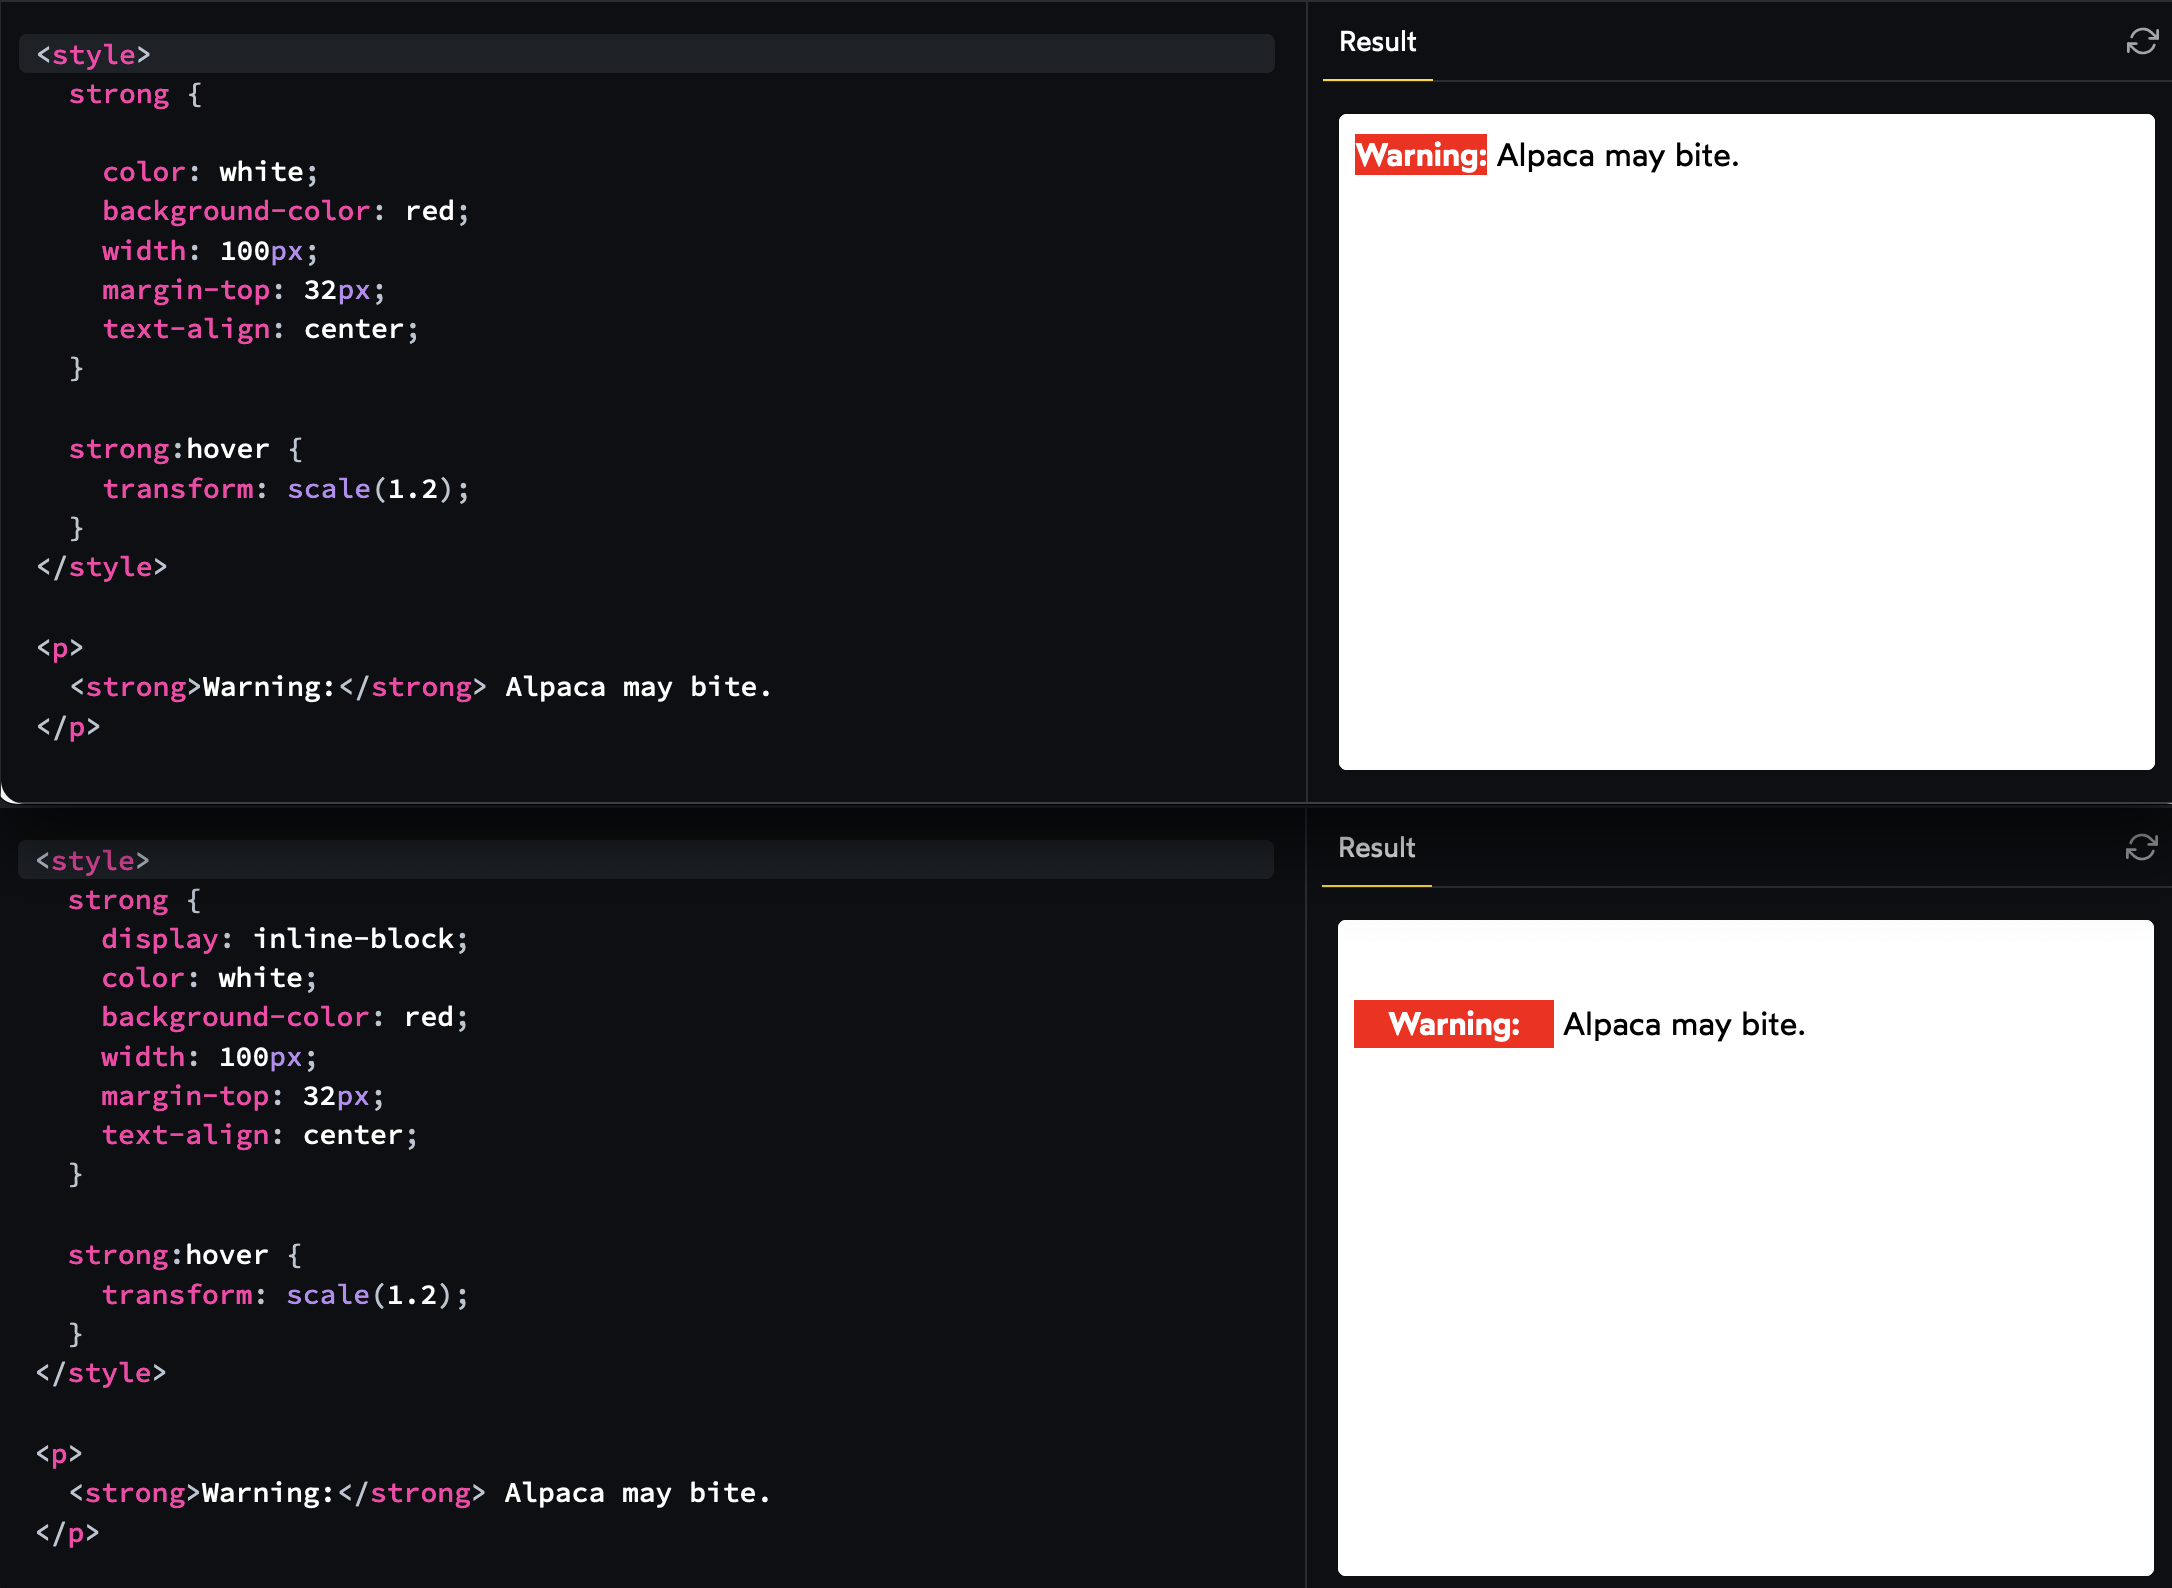 <style>
strong {
color: white;
background-color: red;
width: 100px;
margin-top: 32px;
text-align: center;
}
strong:hover {
transform: scale(1.2);
}
</style>
<p>
<strong>Warning:</strong> Alpaca may bite.
</p>
Result
Warning: Alpaca may bite.
<style>
strong {
display: inline-block;
color: white;
background-color: red;
width: 100px;
margin-top: 32px;
text-align: center;
}
strong:hover {
transform: scale(1.2);
}
</style>
<p>
<strong>Warning:</strong> Alpaca may bite.
</p>
Result
Warning: Alpaca may bite.